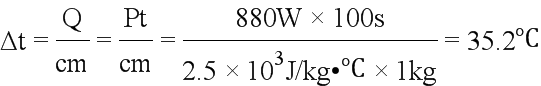 Δt = Q/cm = Pt/cm = 880W × 100s / 2.5 × 10³J/kg•℃ × 1kg = 35.2℃